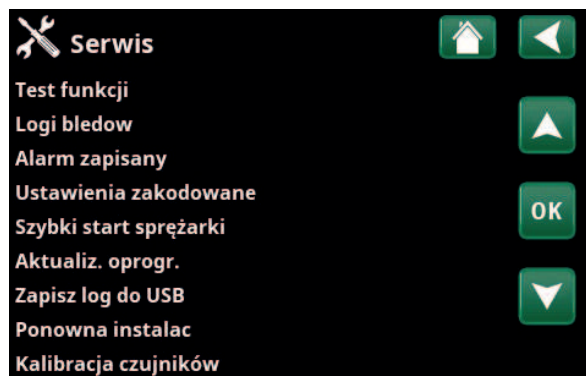 Serwis
Test funkcji
Logi bledow
Alarm zapisany
Ustawienia zakodowane
Szybki start sprężarki
Aktualiz. oprogr.
Zapisz log do USB
Ponowna instalac
Kalibracja czujników
OK